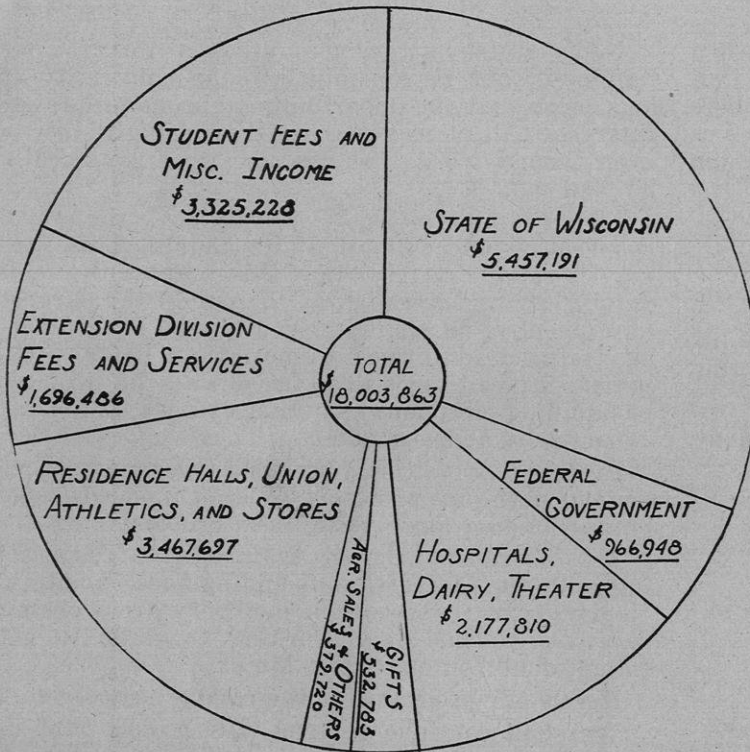 STUDENT FEES AND
MISC. INCOME
$3,325,228
STATE OF WISCONSIN
$5,457,191
EXTENSION DIVISION
FEES AND SERVICES
$1,696,486
TOTAL
$18,003,863
RESIDENCE HALLS, UNION,
ATHLETICS, AND STORES
$3,467,697
AGR. SALES & OTHERS
$379,720
GIFTS
$532,783
HOSPITALS,
DAIRY, THEATER
$2,177,810
FEDERAL
GOVERNMENT
$966,948